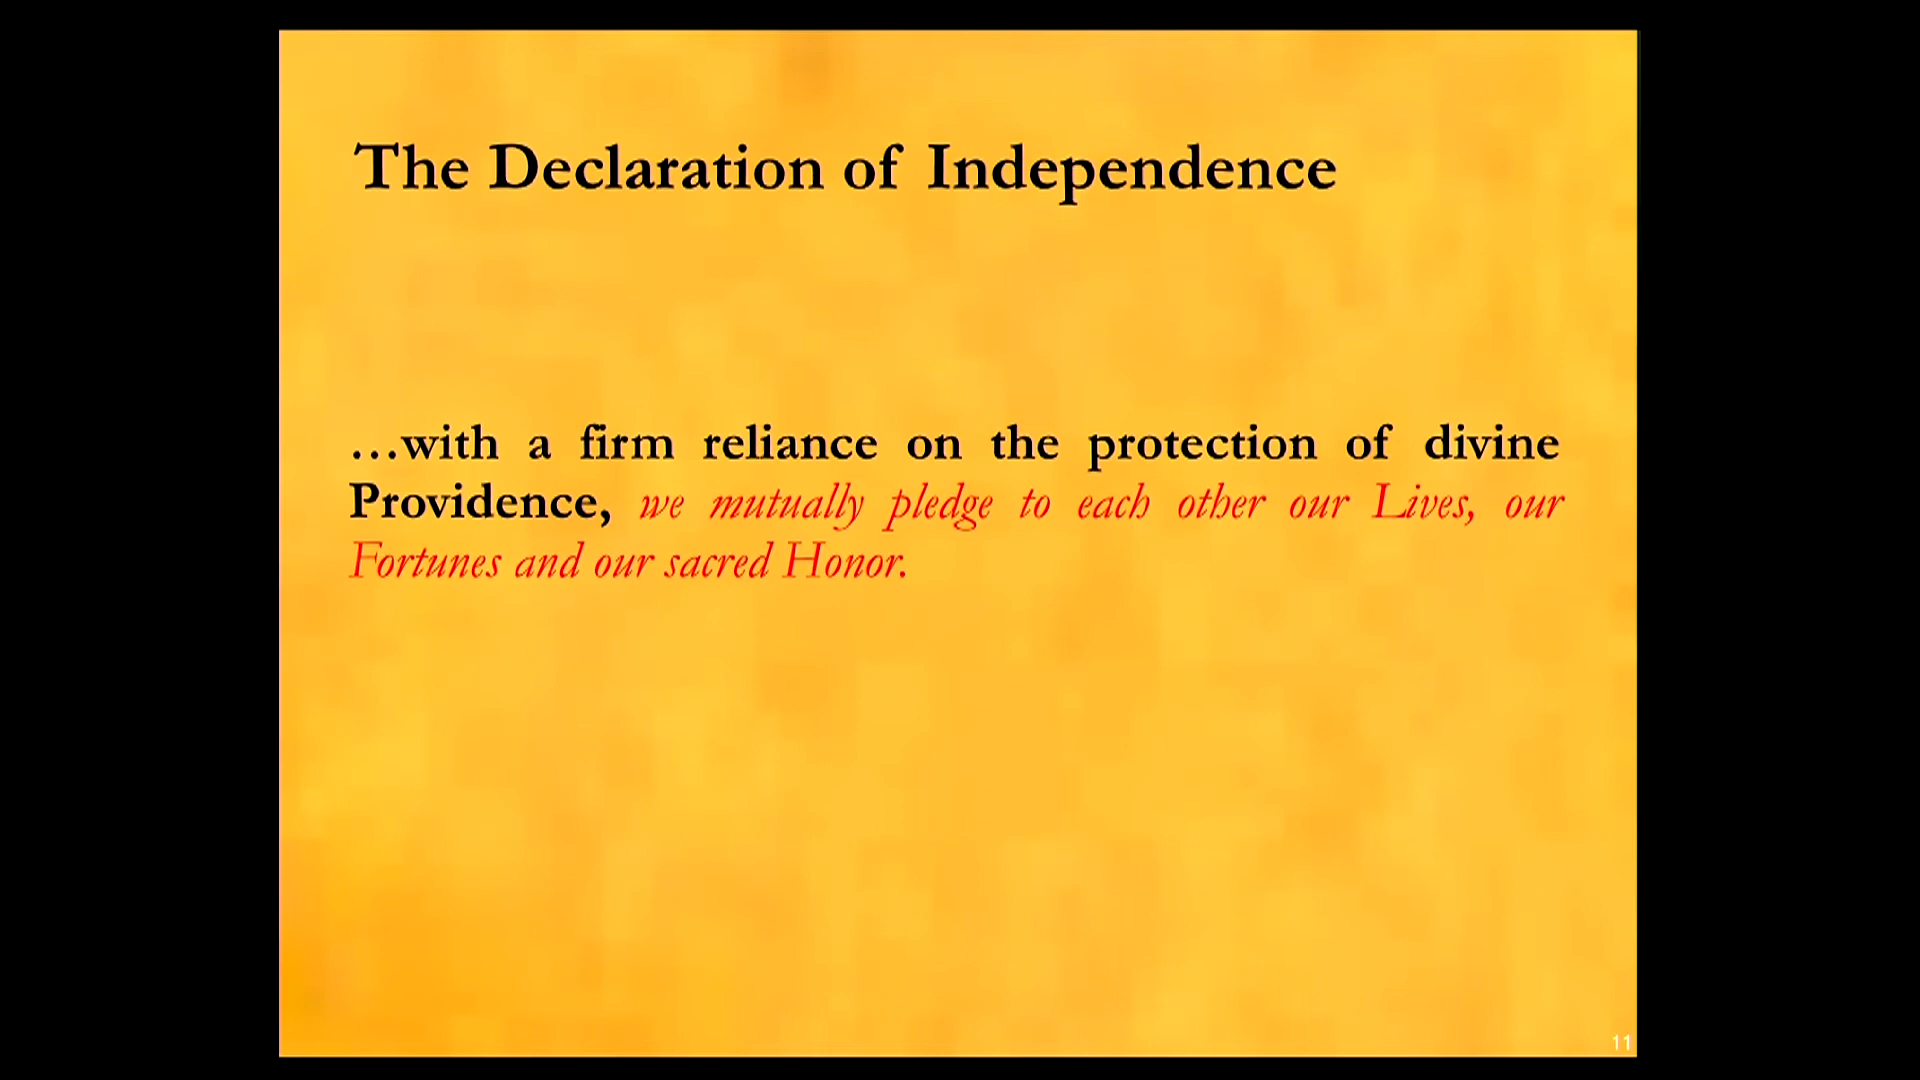 The Declaration of Independence
…with a firm reliance on the protection of divine
Providence, we mutually pledge to each other our Lives, our
Fortunes and our sacred Honor.
11